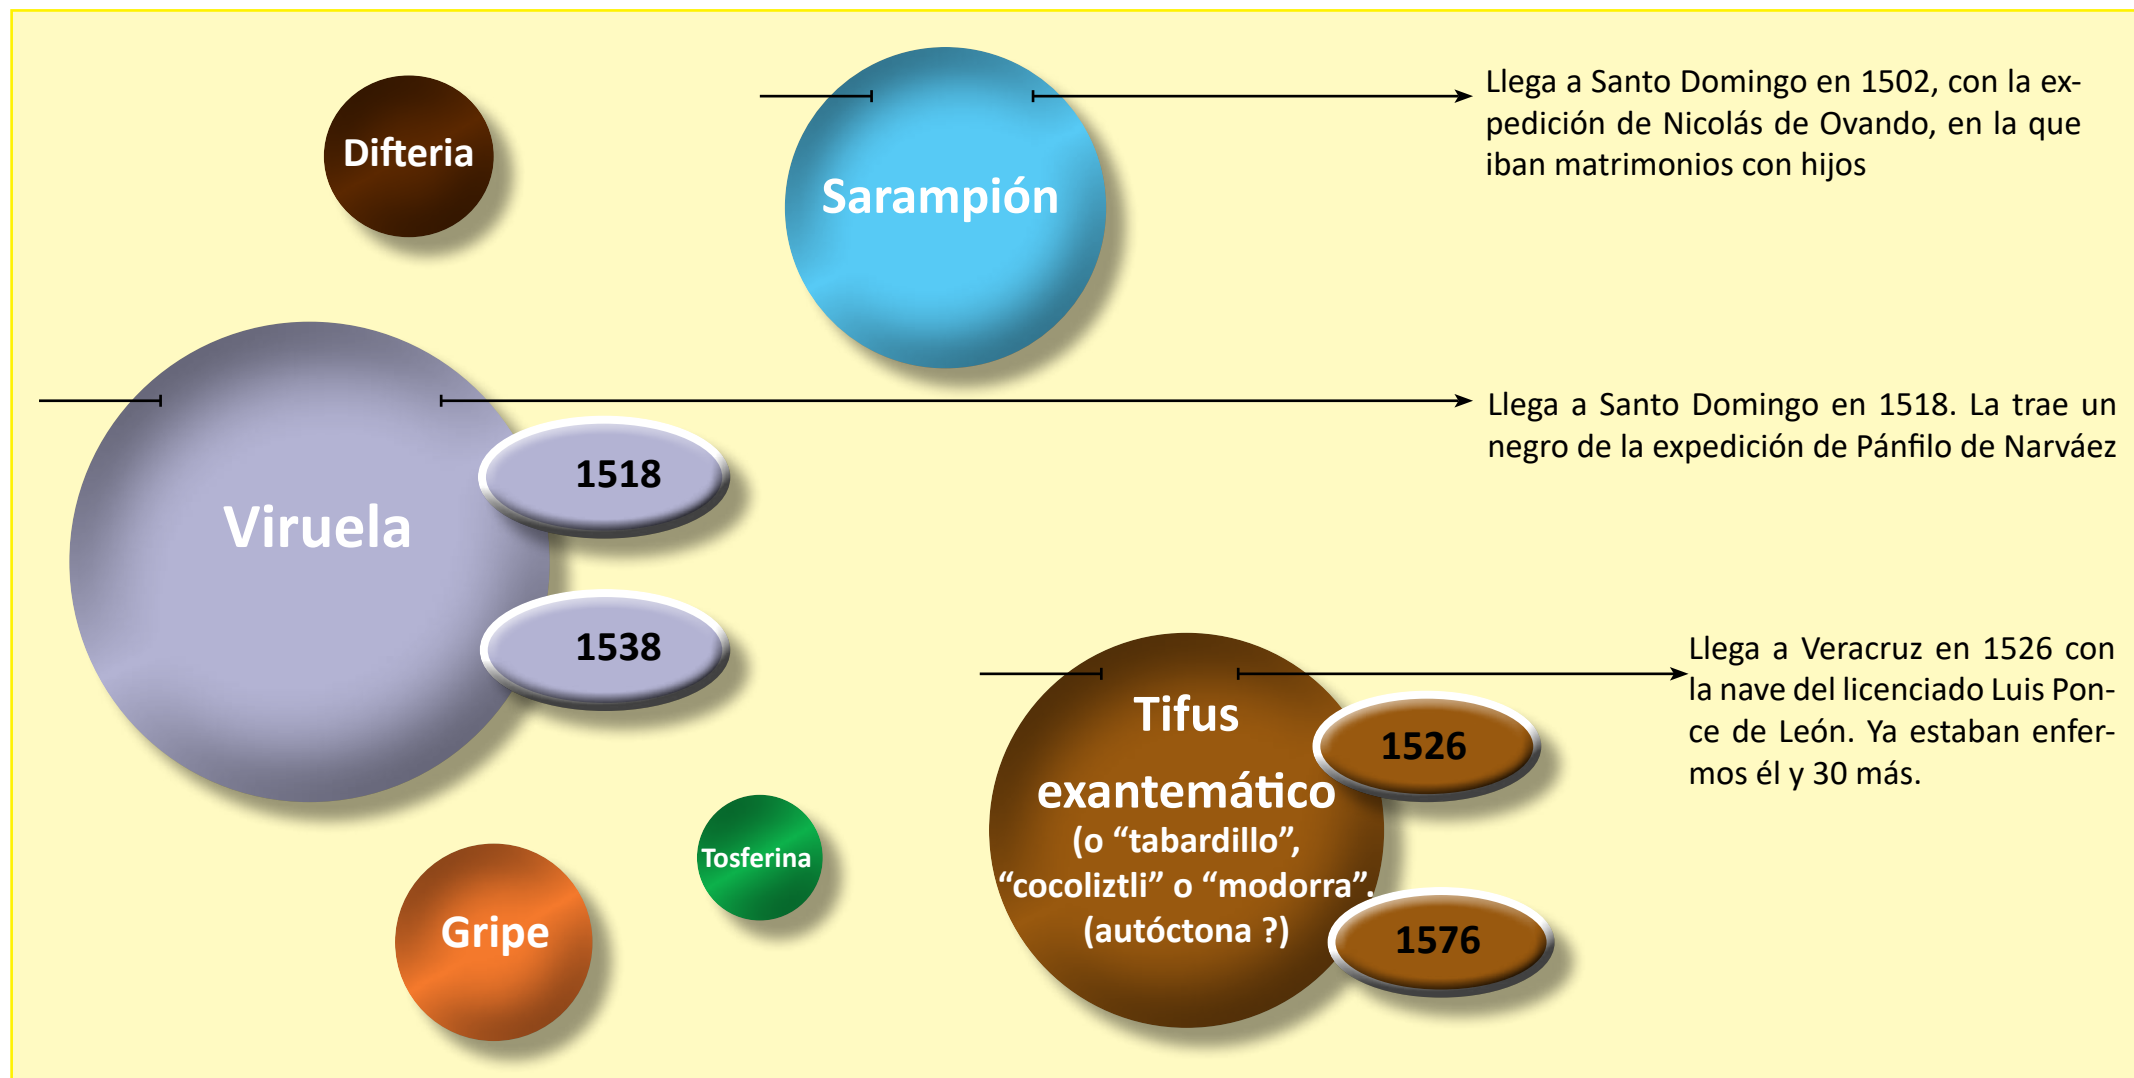 Difteria
Sarampión
Llega a Santo Domingo en 1502, con la ex-
pedición de Nicolás de Ovando, en la que
iban matrimonios con hijos
Viruela
1518
1538
Llega a Santo Domingo en 1518. La trae un
negro de la expedición de Pánfilo de Narváez
Tifus
exantemático
(o “tabardillo”,
“cocoliztli” o “modorra”.
(autóctona ?)
1526
1576
Llega a Veracruz en 1526 con
la nave del licenciado Luis Pon-
ce de León. Ya estaban enfer-
mos él y 30 más.
Tosferina
Gripe